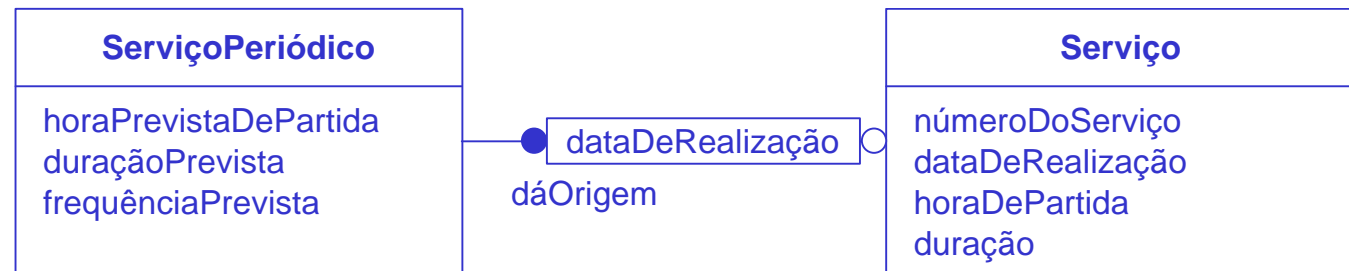 ServiçoPeriódico
horaPrevistaDePartida
duraçãoPrevista
frequênciaPrevista
dataDeRealização
dáOrigem
Serviço
númeroDoServiço
dataDeRealização
horaDePartida
duração